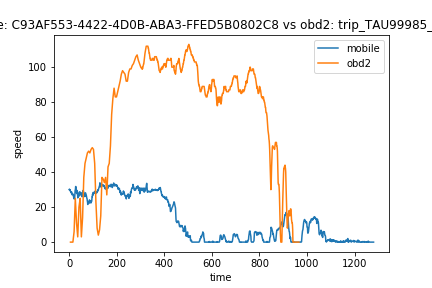 e: C93AF553-4422-4D0B-ABA3-FFED5B0802C8 vs obd2: trip_TAU99985_
mobile
obd2
100
80
60
40
20
0
speed
0 200 400 600 800 1000 1200
time